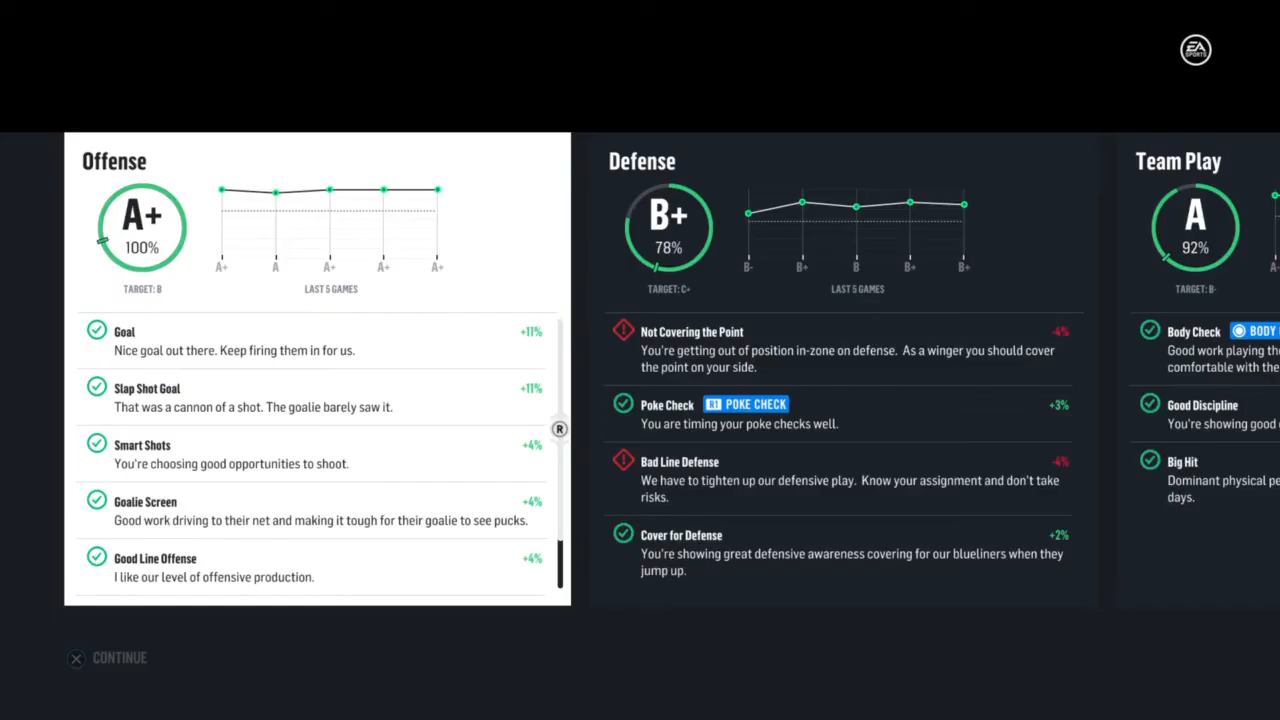 EA
SPORTS
Offense
A+
100%
TARGET: B
A+ A A+ A+ A+
LAST 5 GAMES
Goal +11%
Nice goal out there. Keep firing them in for us.
Slap Shot Goal +11%
That was a cannon of a shot. The goalie barely saw it.
Smart Shots +4%
You're choosing good opportunities to shoot.
Goalie Screen +4%
Good work driving to their net and making it tough for their goalie to see pucks.
Good Line Offense +4%
I like our level of offensive production.
R
Defense
B+
78%
TARGET: C+
B- B+ B B+ B+
LAST 5 GAMES
Not Covering the Point -4%
You're getting out of position in-zone on defense. As a winger you should cover
the point on your side.
Poke Check R1 POKE CHECK +3%
You are timing your poke checks well.
Bad Line Defense -4%
We have to tighten up our defensive play. Know your assignment and don't take
risks.
Cover for Defense +2%
You're showing great defensive awareness covering for our blueliners when they
jump up.
Team Play
A
92%
TARGET: B-
A-
Body Check BODY
Good work playing the
comfortable with the
Good Discipline
You're showing good
Big Hit
Dominant physical pe
days.
CONTINUE